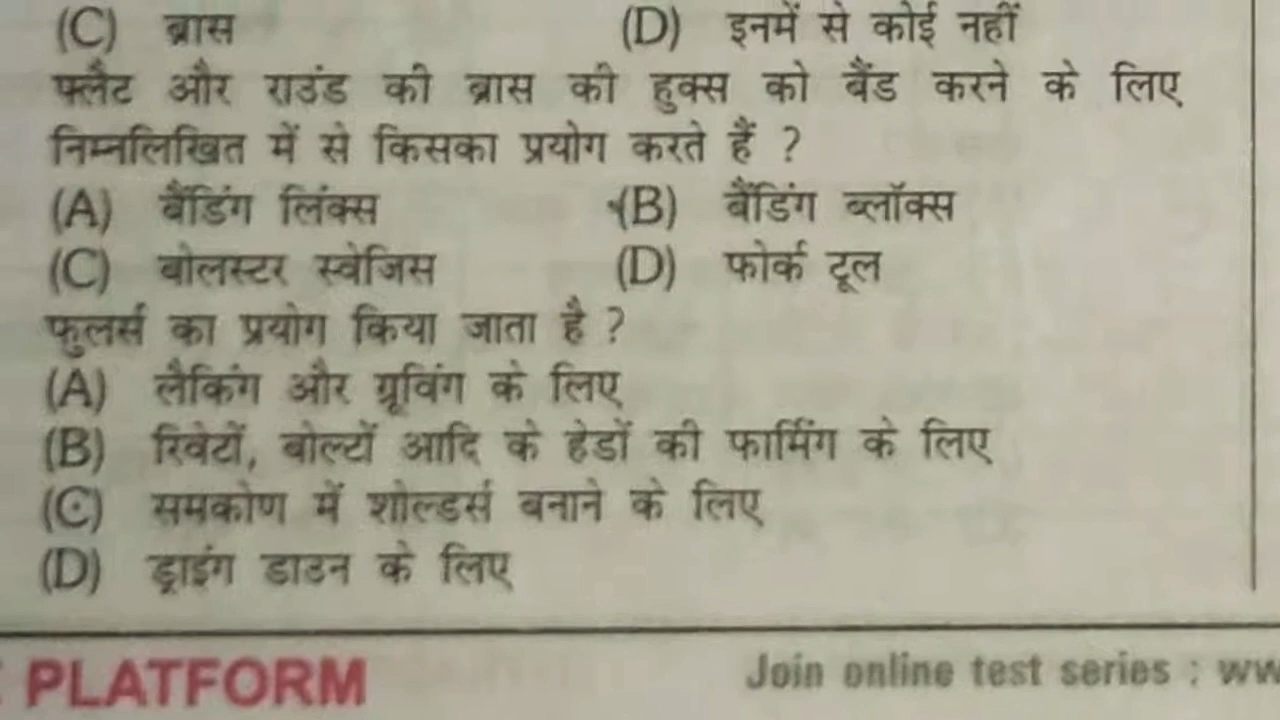 (C) ब्रास (D) इनमें से कोई नहीं
फ्लैट और राउंड की ब्रास की हुक्स को बैंड करने के लिए
निम्नलिखित में से किसका प्रयोग करते हैं ?
(A) बैंडिंग लिंक्स (B) बैंडिंग ब्लॉक्स
(C) बोलस्टर स्वेजिस (D) फोर्क टूल
फुलर्स का प्रयोग किया जाता है ?
(A) लैकिंग और ग्रूविंग के लिए
(B) रिवेटों, बोल्टों आदि के हेडों की फार्मिंग के लिए
(C) समकोण में शोल्डर्स बनाने के लिए
(D) ड्राइंग डाउन के लिए
PLATFORM Join online test series : ww